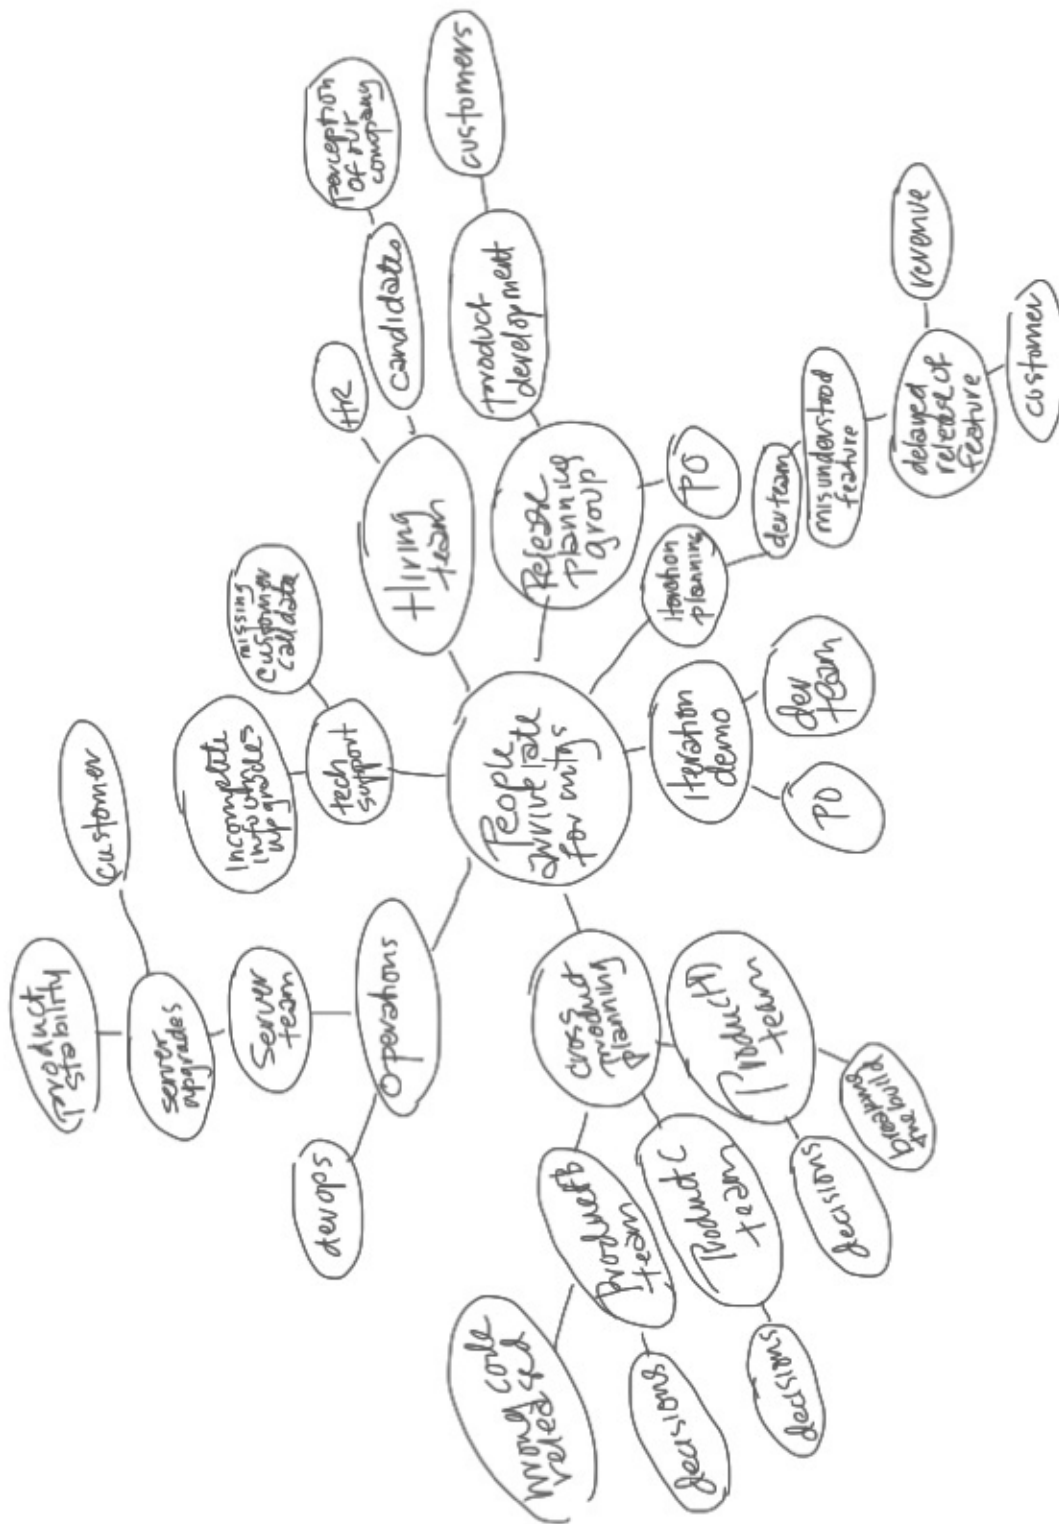 Product
stability
customer
server
upgrades
Server
team
devops
operations
Incomplete
upgrades
missing
customer
call data
tech
support
HR
candidates
Perception
of our
company
Hiring
team
customers
Product
development
Release
planning
group
PO
People
arrive late
for mtgs
Iteration
planning
dev team
misunderstood
feature
delayed
release of
feature
revenue
customer
Iteration
demo
dev
team
PO
cross
product
planning
Product B
team
wrong code
released
decisions
Product C
team
decisions
Product D
team
decisions
breaking
the build